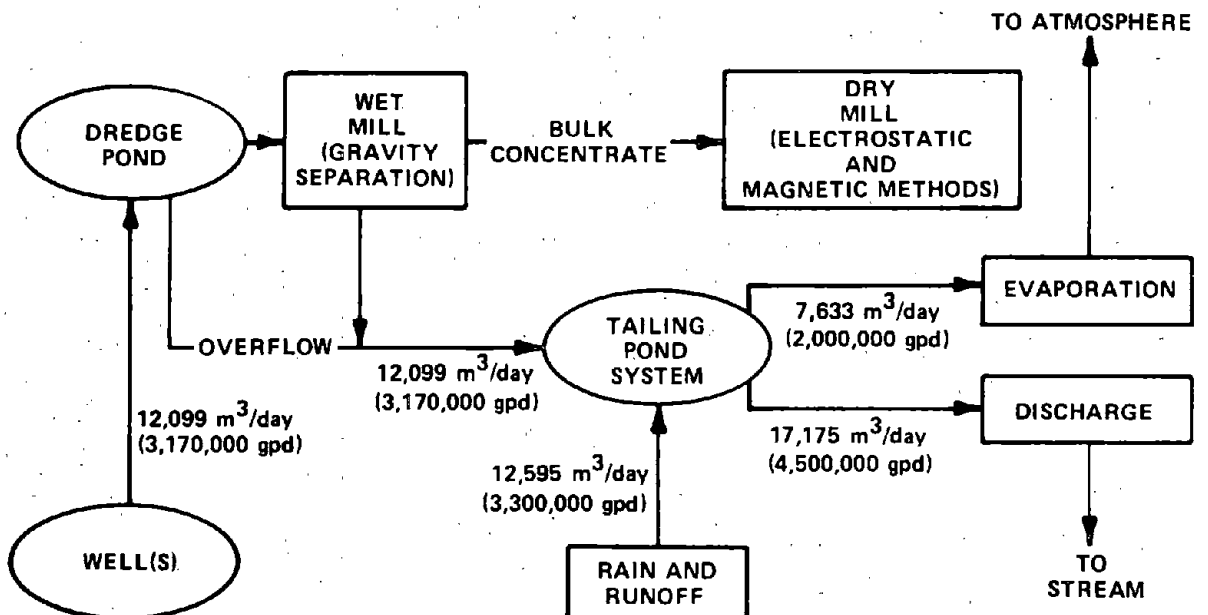 TO ATMOSPHERE
DREDGE
POND
WET
MILL
(GRAVITY
SEPARATION)
BULK
CONCENTRATE
DRY
MILL
(ELECTROSTATIC
AND
MAGNETIC METHODS)
EVAPORATION
7,633 m³/day
(2,000,000 gpd)
TAILING
POND
SYSTEM
OVERFLOW
12,099 m³/day
(3,170,000 gpd)
12,099 m³/day
(3,170,000 gpd)
DISCHARGE
17,175 m³/day
(4,500,000 gpd)
12,595 m³/day
(3,300,000 gpd)
WELL(S)
RAIN AND
RUNOFF
TO
STREAM